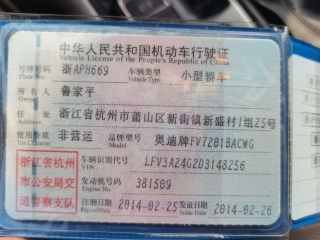 中华人民共和国机动车行驶证
Vehicle License of the People's Republic of China
号牌号码 浙APH669 车辆类型 小型轿车
Vehicle Type
所有人 鲁家平
住址 浙江省杭州市萧山区新街镇新盛村1组25号
使用性质 非营运 品牌型号 奥迪牌FV7201BACWG
浙江省杭州
市公安局交
通警察支队
车辆识别代号 LFV3A24G2D3148256
VIN
发动机号码 381509
Engine No.
注册日期 2014-02-25 发证日期 2014-02-26
Register Date Issue Date